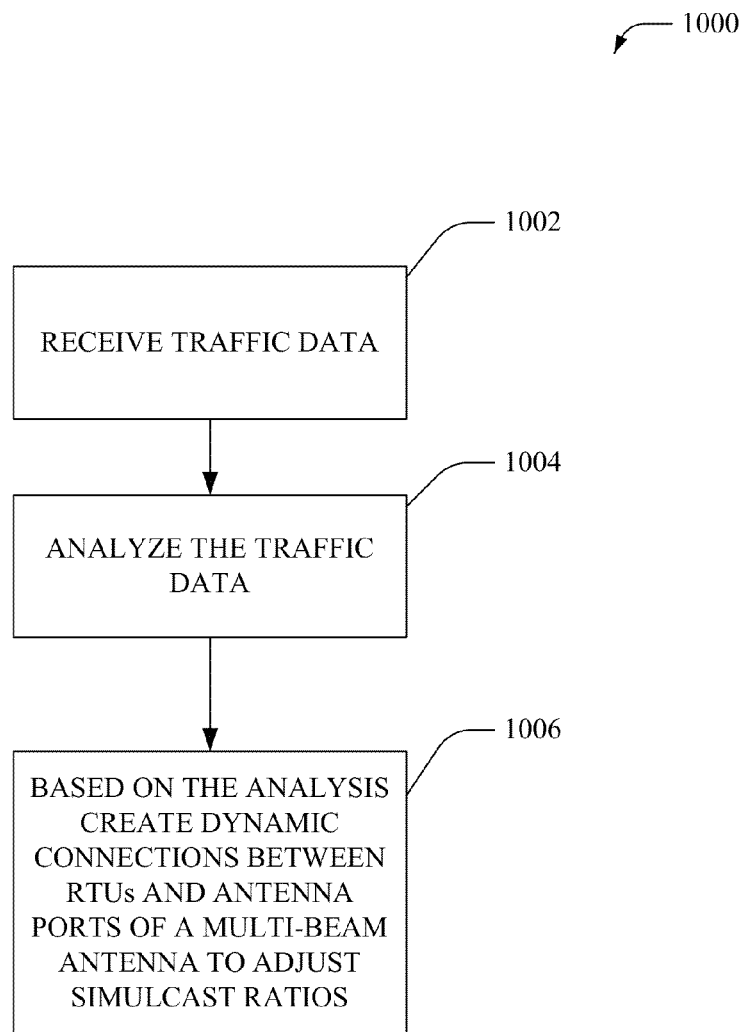 1000
1002
RECEIVE TRAFFIC DATA
1004
ANALYZE THE TRAFFIC
DATA
1006
BASED ON THE ANALYSIS
CREATE DYNAMIC
CONNECTIONS BETWEEN
RTUs AND ANTENNA
PORTS OF A MULTI-BEAM
ANTENNA TO ADJUST
SIMULCAST RATIOS